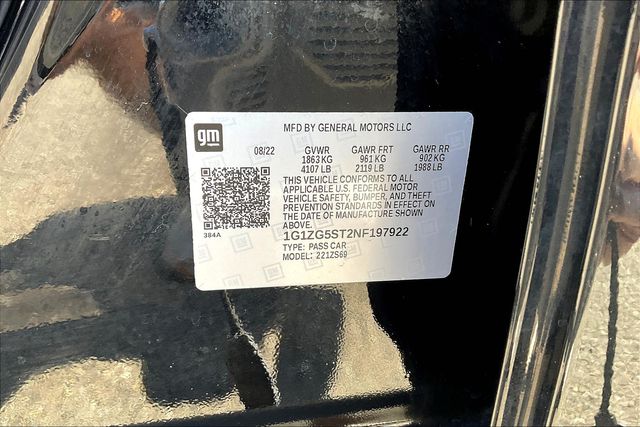 gm
MFD BY GENERAL MOTORS LLC
08/22 GVWR GAWR FRT GAWR RR
1863 KG 961 KG 902 KG
4107 LB 2119 LB 1988 LB
THIS VEHICLE CONFORMS TO ALL
APPLICABLE U.S. FEDERAL MOTOR
VEHICLE SAFETY, BUMPER, AND THEFT
PREVENTION STANDARDS IN EFFECT ON
THE DATE OF MANUFACTURE SHOWN
ABOVE.
384A
1G1ZG5ST2NF197922
TYPE: PASS CAR
MODEL: 221ZS69